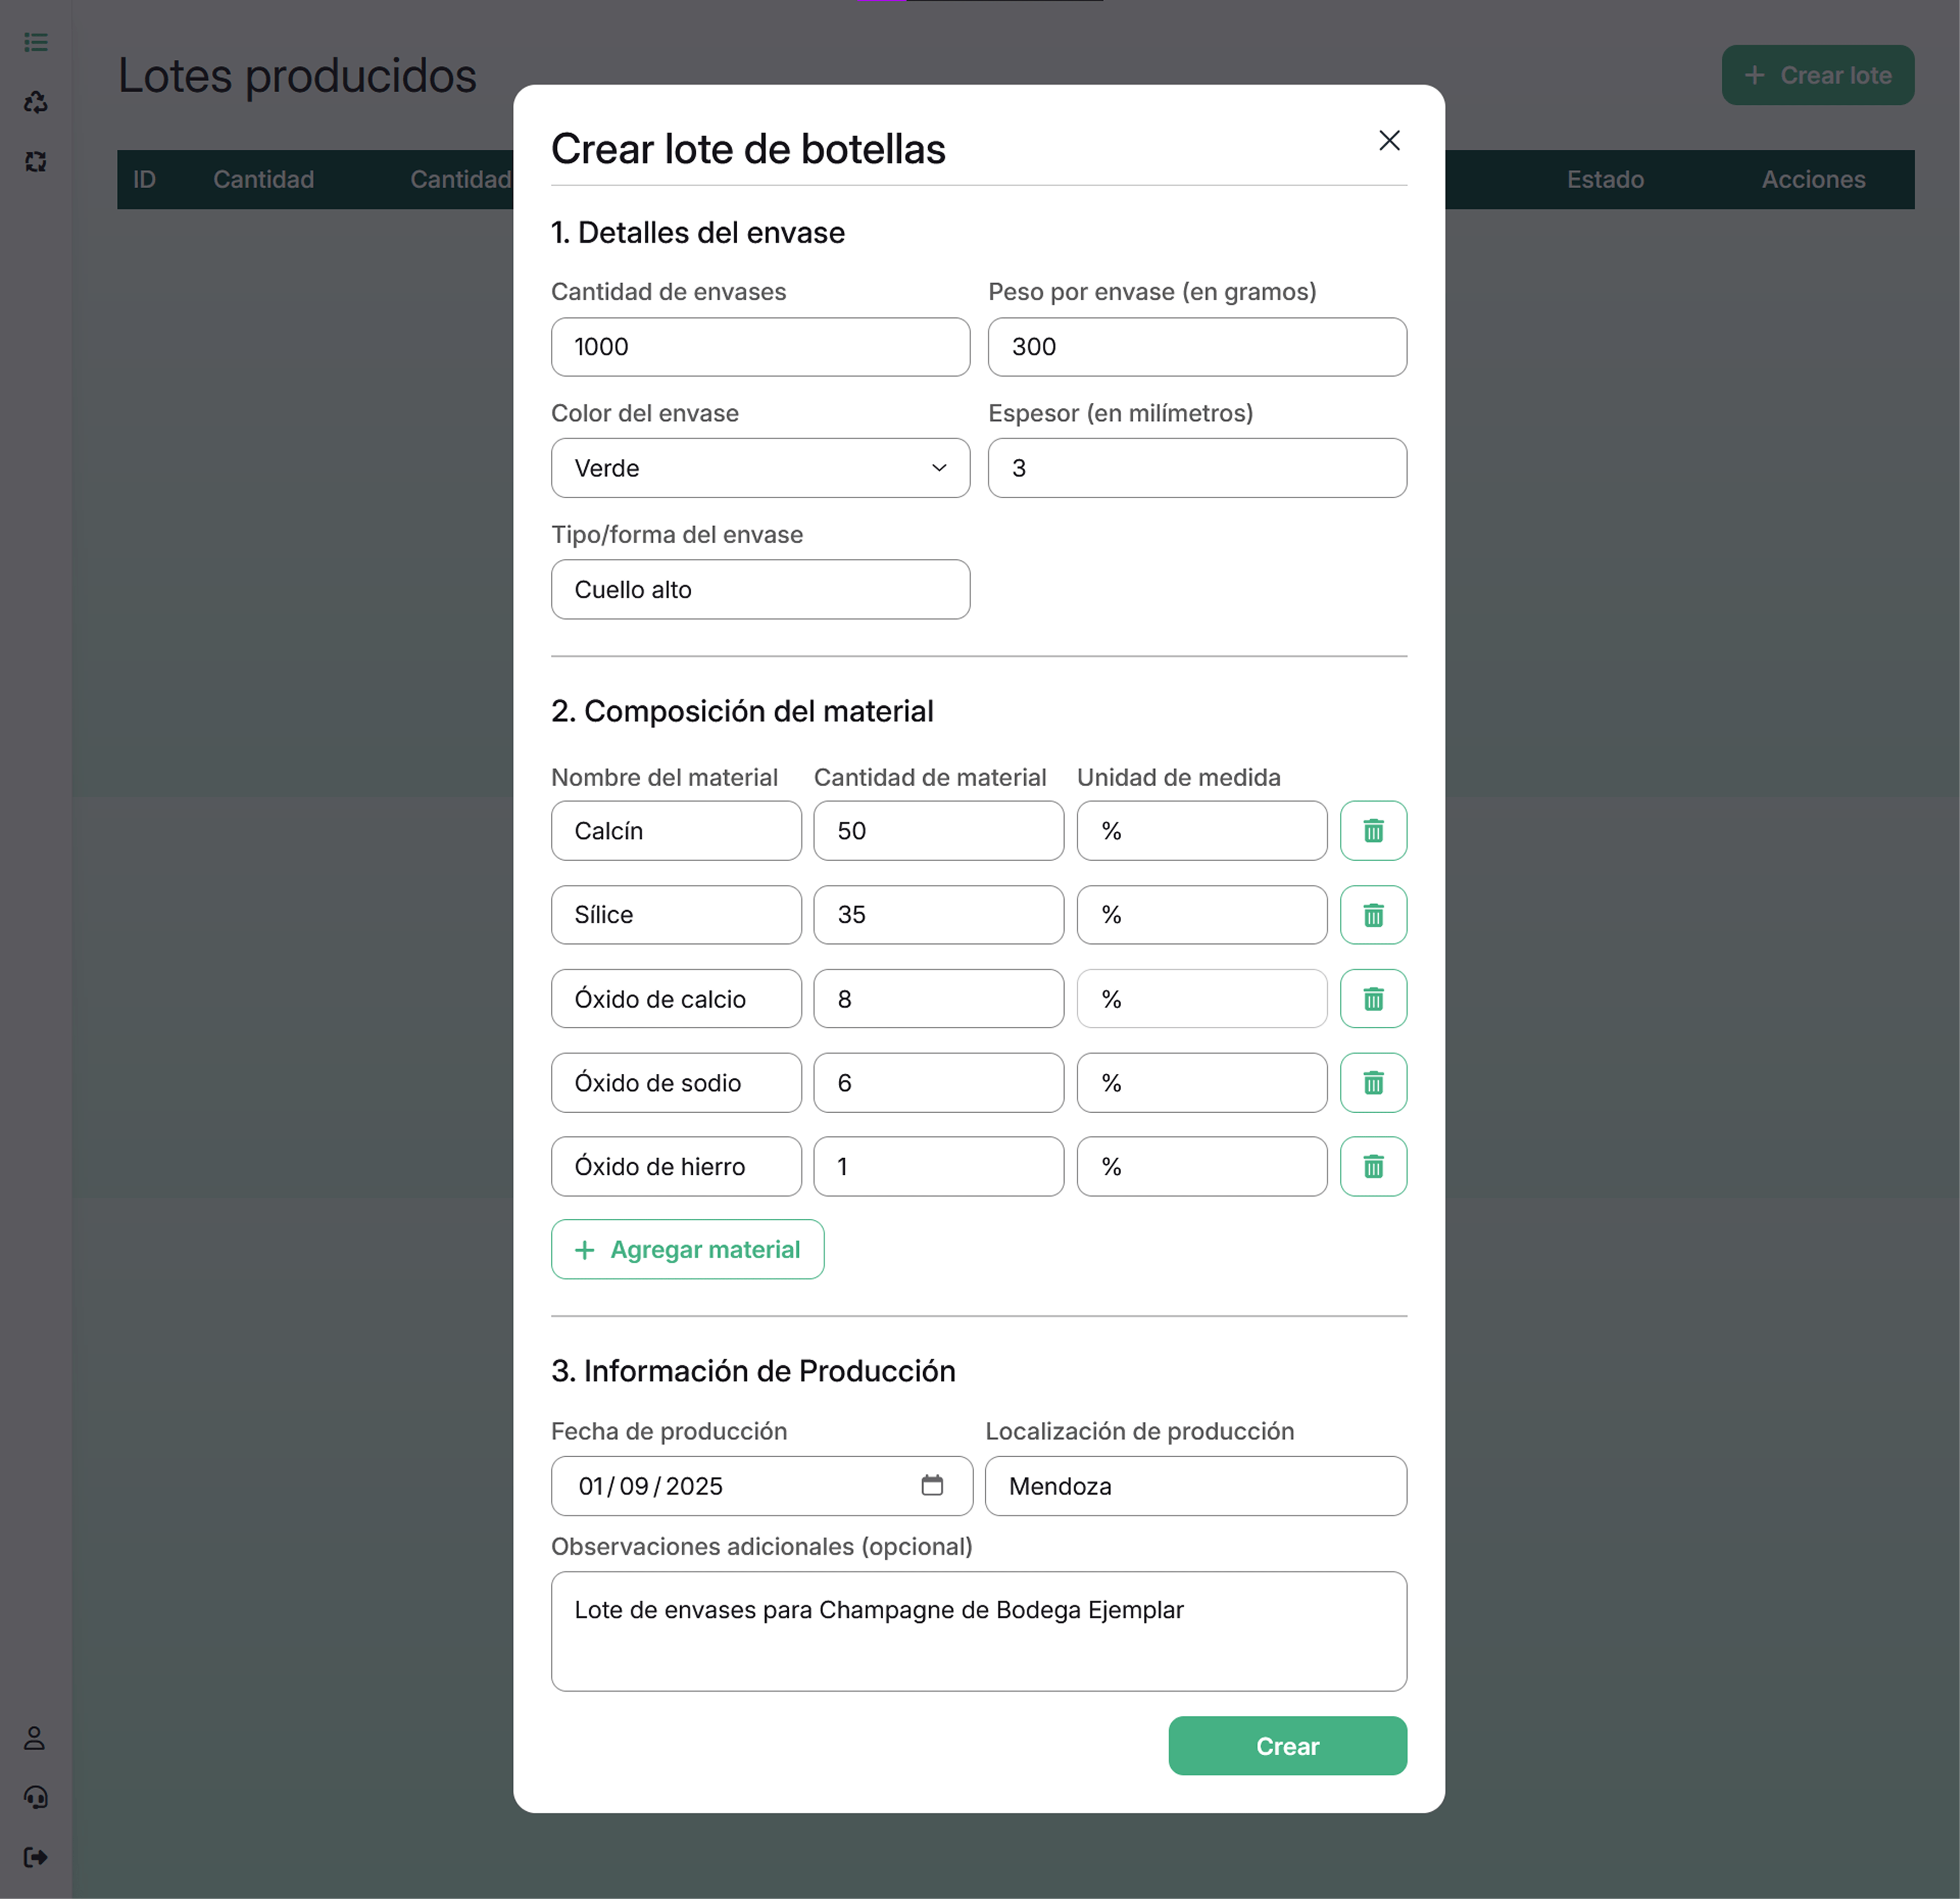 Lotes producidos
+ Crear lote
ID Cantidad Cantidad Estado Acciones
Crear lote de botellas
1. Detalles del envase
Cantidad de envases Peso por envase (en gramos)
1000 300
Color del envase Espesor (en milímetros)
Verde 3
Tipo/forma del envase
Cuello alto
2. Composición del material
Nombre del material Cantidad de material Unidad de medida
Calcín 50 %
Sílice 35 %
Óxido de calcio 8 %
Óxido de sodio 6 %
Óxido de hierro 1 %
+ Agregar material
3. Información de Producción
Fecha de producción Localización de producción
01/09/2025 Mendoza
Observaciones adicionales (opcional)
Lote de envases para Champagne de Bodega Ejemplar
Crear